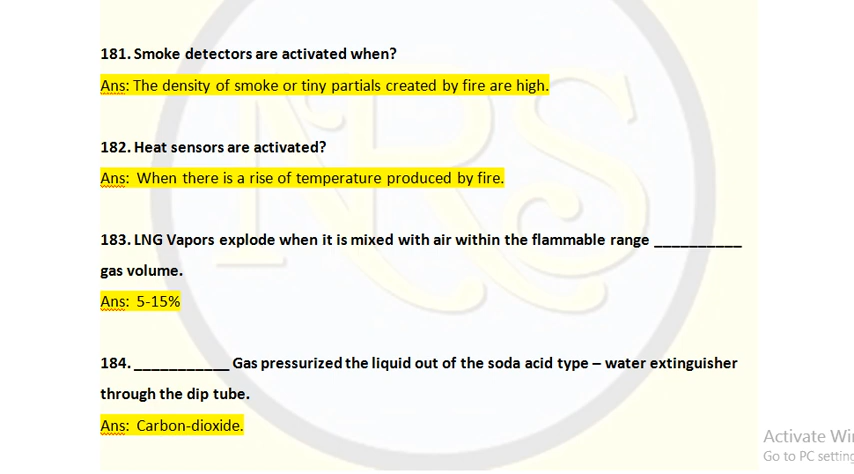 181. Smoke detectors are activated when?
Ans: The density of smoke or tiny partials created by fire are high.
182. Heat sensors are activated?
Ans: When there is a rise of temperature produced by fire.
183. LNG Vapors explode when it is mixed with air within the flammable range __________
gas volume.
Ans: 5-15%
184. ___________ Gas pressurized the liquid out of the soda acid type – water extinguisher
through the dip tube.
Ans: Carbon-dioxide.
NRS
Activate Wi
Go to PC setting